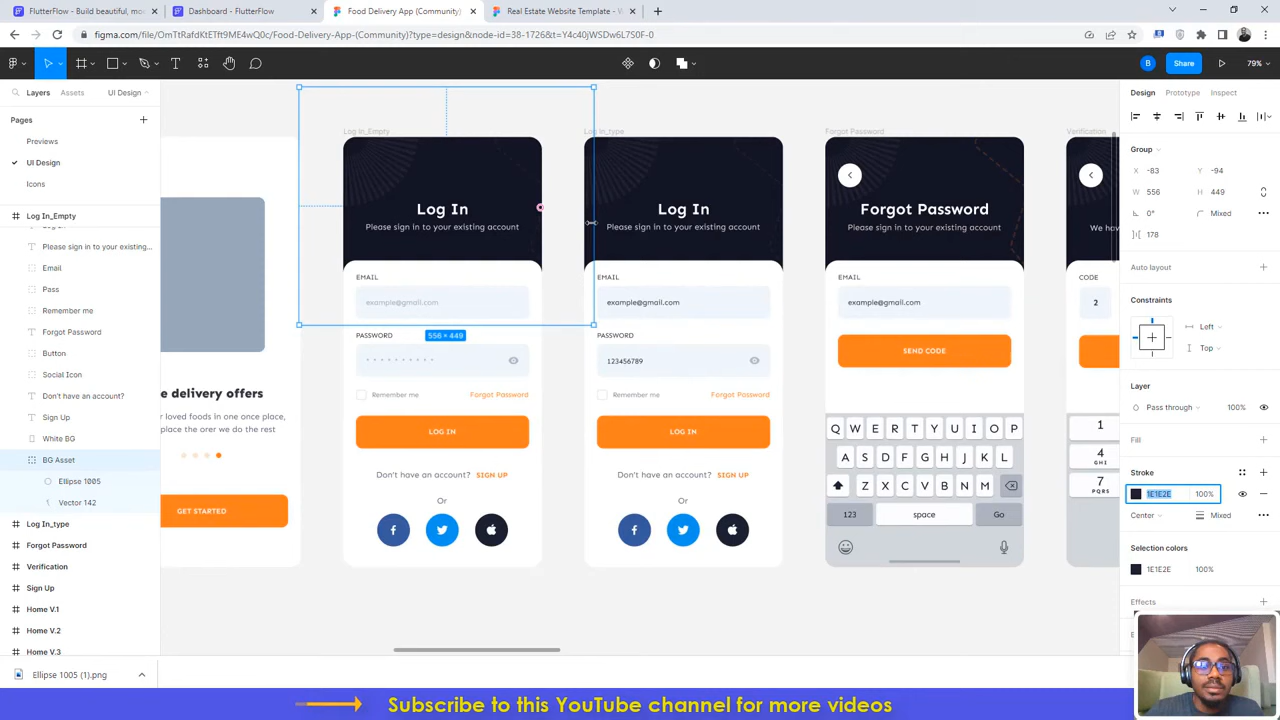 FlutterFlow - Build beautiful, mo
Dashboard - FlutterFlow
Food Delivery App (Community)
Real Estate Website Template - W
figma.com/file/OmTtRafdKtETft9ME4wQ0c/Food-Delivery-App-(Community)?type=design&node-id=38-1726&t=Y4c40jWSDw6L7S0F-0
B
Share
79%
Layers
Assets
UI Design
Pages
Previews
UI Design
Icons
Log In_Empty
Please sign in to your existing...
Email
Pass
Remember me
Forgot Password
Button
Social Icon
Don't have an account?
Sign Up
White BG
BG Asset
Ellipse 1005
Vector 142
Log In_type
Forgot Password
Verification
Sign Up
Home V.1
Home V.2
Home V.3
e delivery offers
r loved foods in one once place,
k place the orer we do the rest
GET STARTED
Log In_Empty
Log In
Please sign in to your existing account
EMAIL
example@gmail.com
556 × 449
PASSWORD
Remember me
Forgot Password
LOG IN
Don't have an account? SIGN UP
Or
Log In_type
Log In
Please sign in to your existing account
EMAIL
example@gmail.com
PASSWORD
123456789
Remember me
Forgot Password
LOG IN
Don't have an account? SIGN UP
Or
Forgot Password
Forgot Password
Please sign in to your existing account
EMAIL
example@gmail.com
SEND CODE
Q W E R T Y U I O P
A S D F G H J K L
Z X C V B N M
123 space Go
Verification
We hav
CODE
2
1
4
GHI
7
PQRS
Design
Prototype
Inspect
Group
X -83 Y -94
W 556 H 449
0° Mixed
178
Auto layout
Constraints
Left
Top
Layer
Pass through 100%
Fill
Stroke
1E1E2E 100%
Center Mixed
Selection colors
1E1E2E 100%
Effects
Ellipse 1005 (1).png
Subscribe to this YouTube channel for more videos